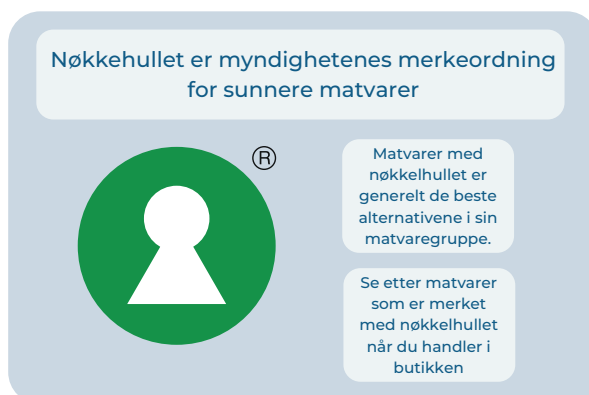 Nøkkehullet er myndighetenes merkeordning
for sunnere matvarer
®
Matvarer med
nøkkelhullet er
generelt de beste
alternativene i sin
matvaregruppe.
Se etter matvarer
som er merket
med nøkkelhullet
når du handler i
butikken